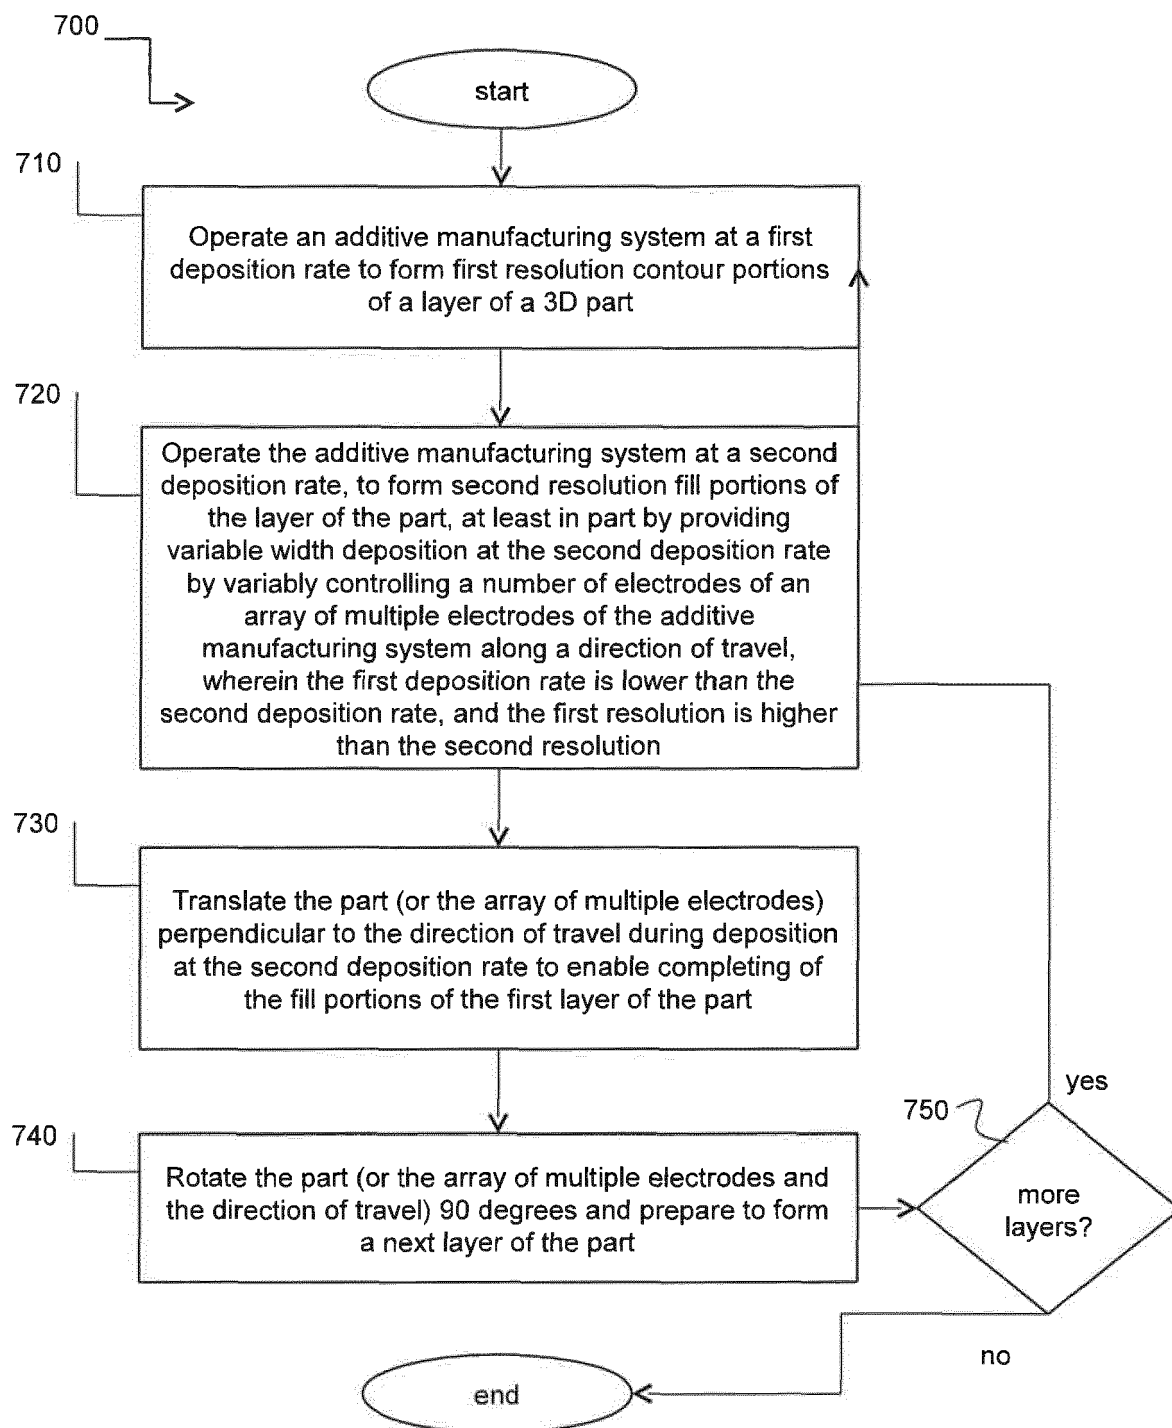 700
start
710
Operate an additive manufacturing system at a first
deposition rate to form first resolution contour portions
of a layer of a 3D part
720
Operate the additive manufacturing system at a second
deposition rate, to form second resolution fill portions of
the layer of the part, at least in part by providing
variable width deposition at the second deposition rate
by variably controlling a number of electrodes of an
array of multiple electrodes of the additive
manufacturing system along a direction of travel,
wherein the first deposition rate is lower than the
second deposition rate, and the first resolution is higher
than the second resolution
730
Translate the part (or the array of multiple electrodes)
perpendicular to the direction of travel during deposition
at the second deposition rate to enable completing of
the fill portions of the first layer of the part
740
Rotate the part (or the array of multiple electrodes and
the direction of travel) 90 degrees and prepare to form
a next layer of the part
750
yes
more
layers?
no
end